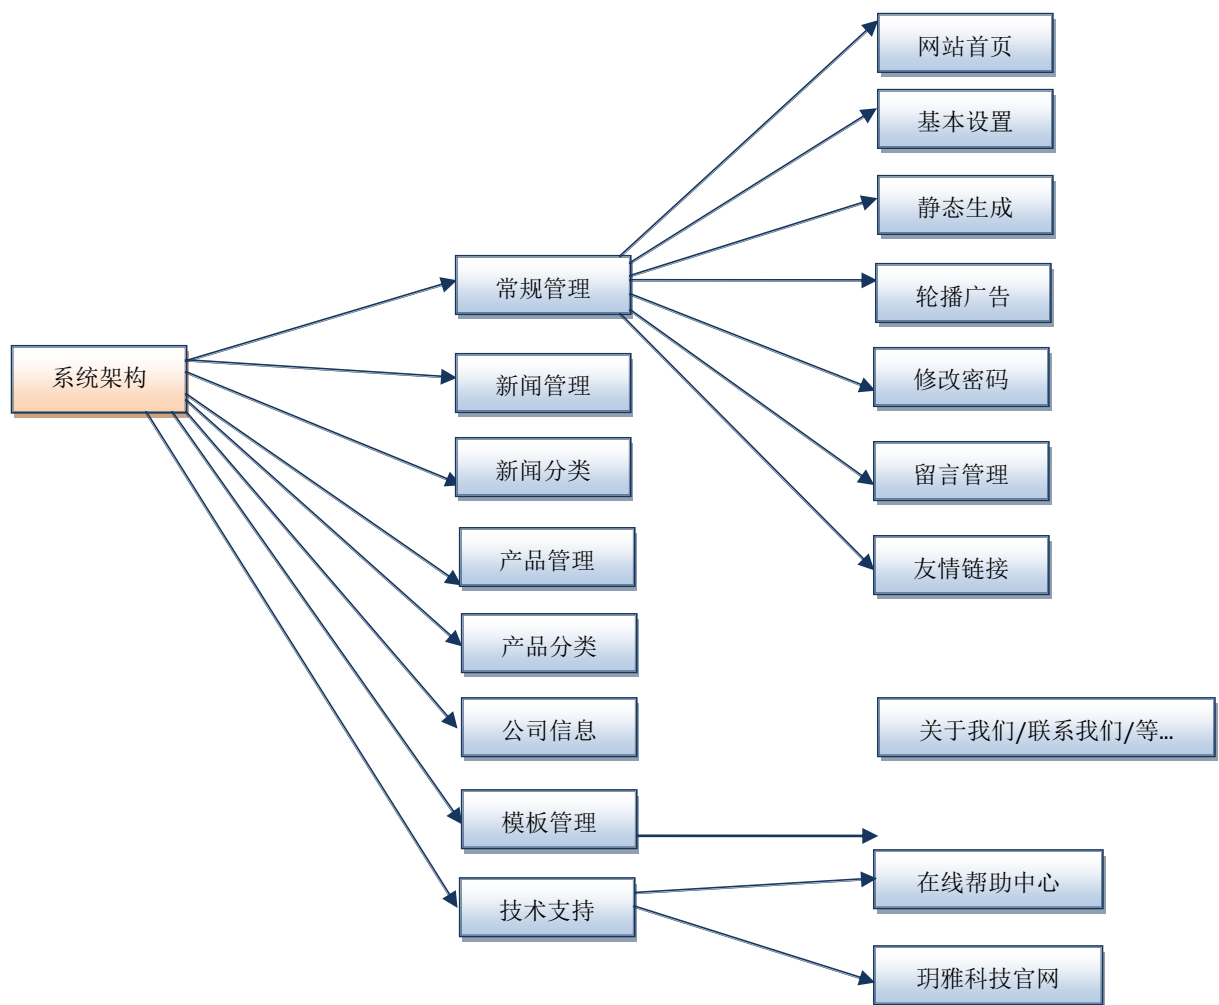 网站首页
基本设置
静态生成
常规管理
轮播广告
系统架构
新闻管理
修改密码
新闻分类
留言管理
产品管理
友情链接
产品分类
公司信息
关于我们/联系我们/等…
模板管理
在线帮助中心
技术支持
玥雅科技官网